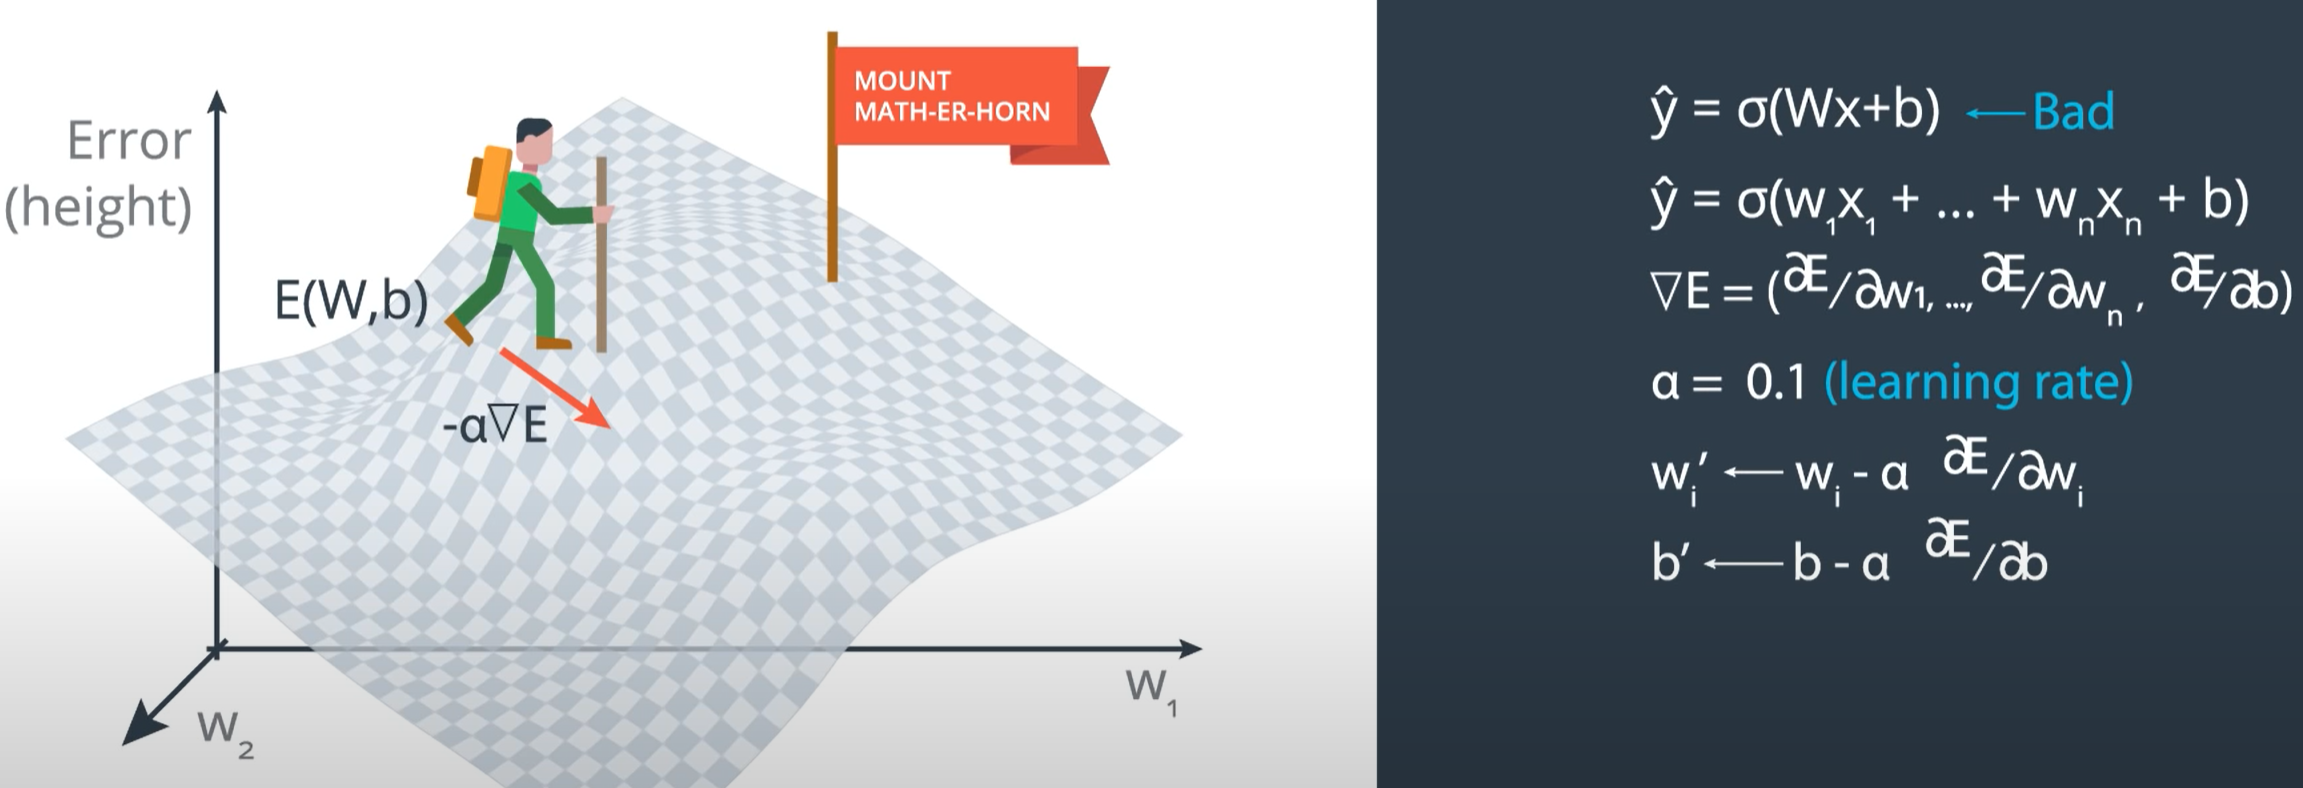 Error
(height)
E(W,b)
-α∇E
W₂
W₁
MOUNT
MATH-ER-HORN
ŷ = σ(Wx+b) ← Bad
ŷ = σ(w₁x₁ + ... + wₙxₙ + b)
∇E = (∂E/∂w₁, ..., ∂E/∂wₙ, ∂E/∂b)
α = 0.1 (learning rate)
wᵢ′ ← wᵢ - α ∂E/∂wᵢ
b′ ← b - α ∂E/∂b